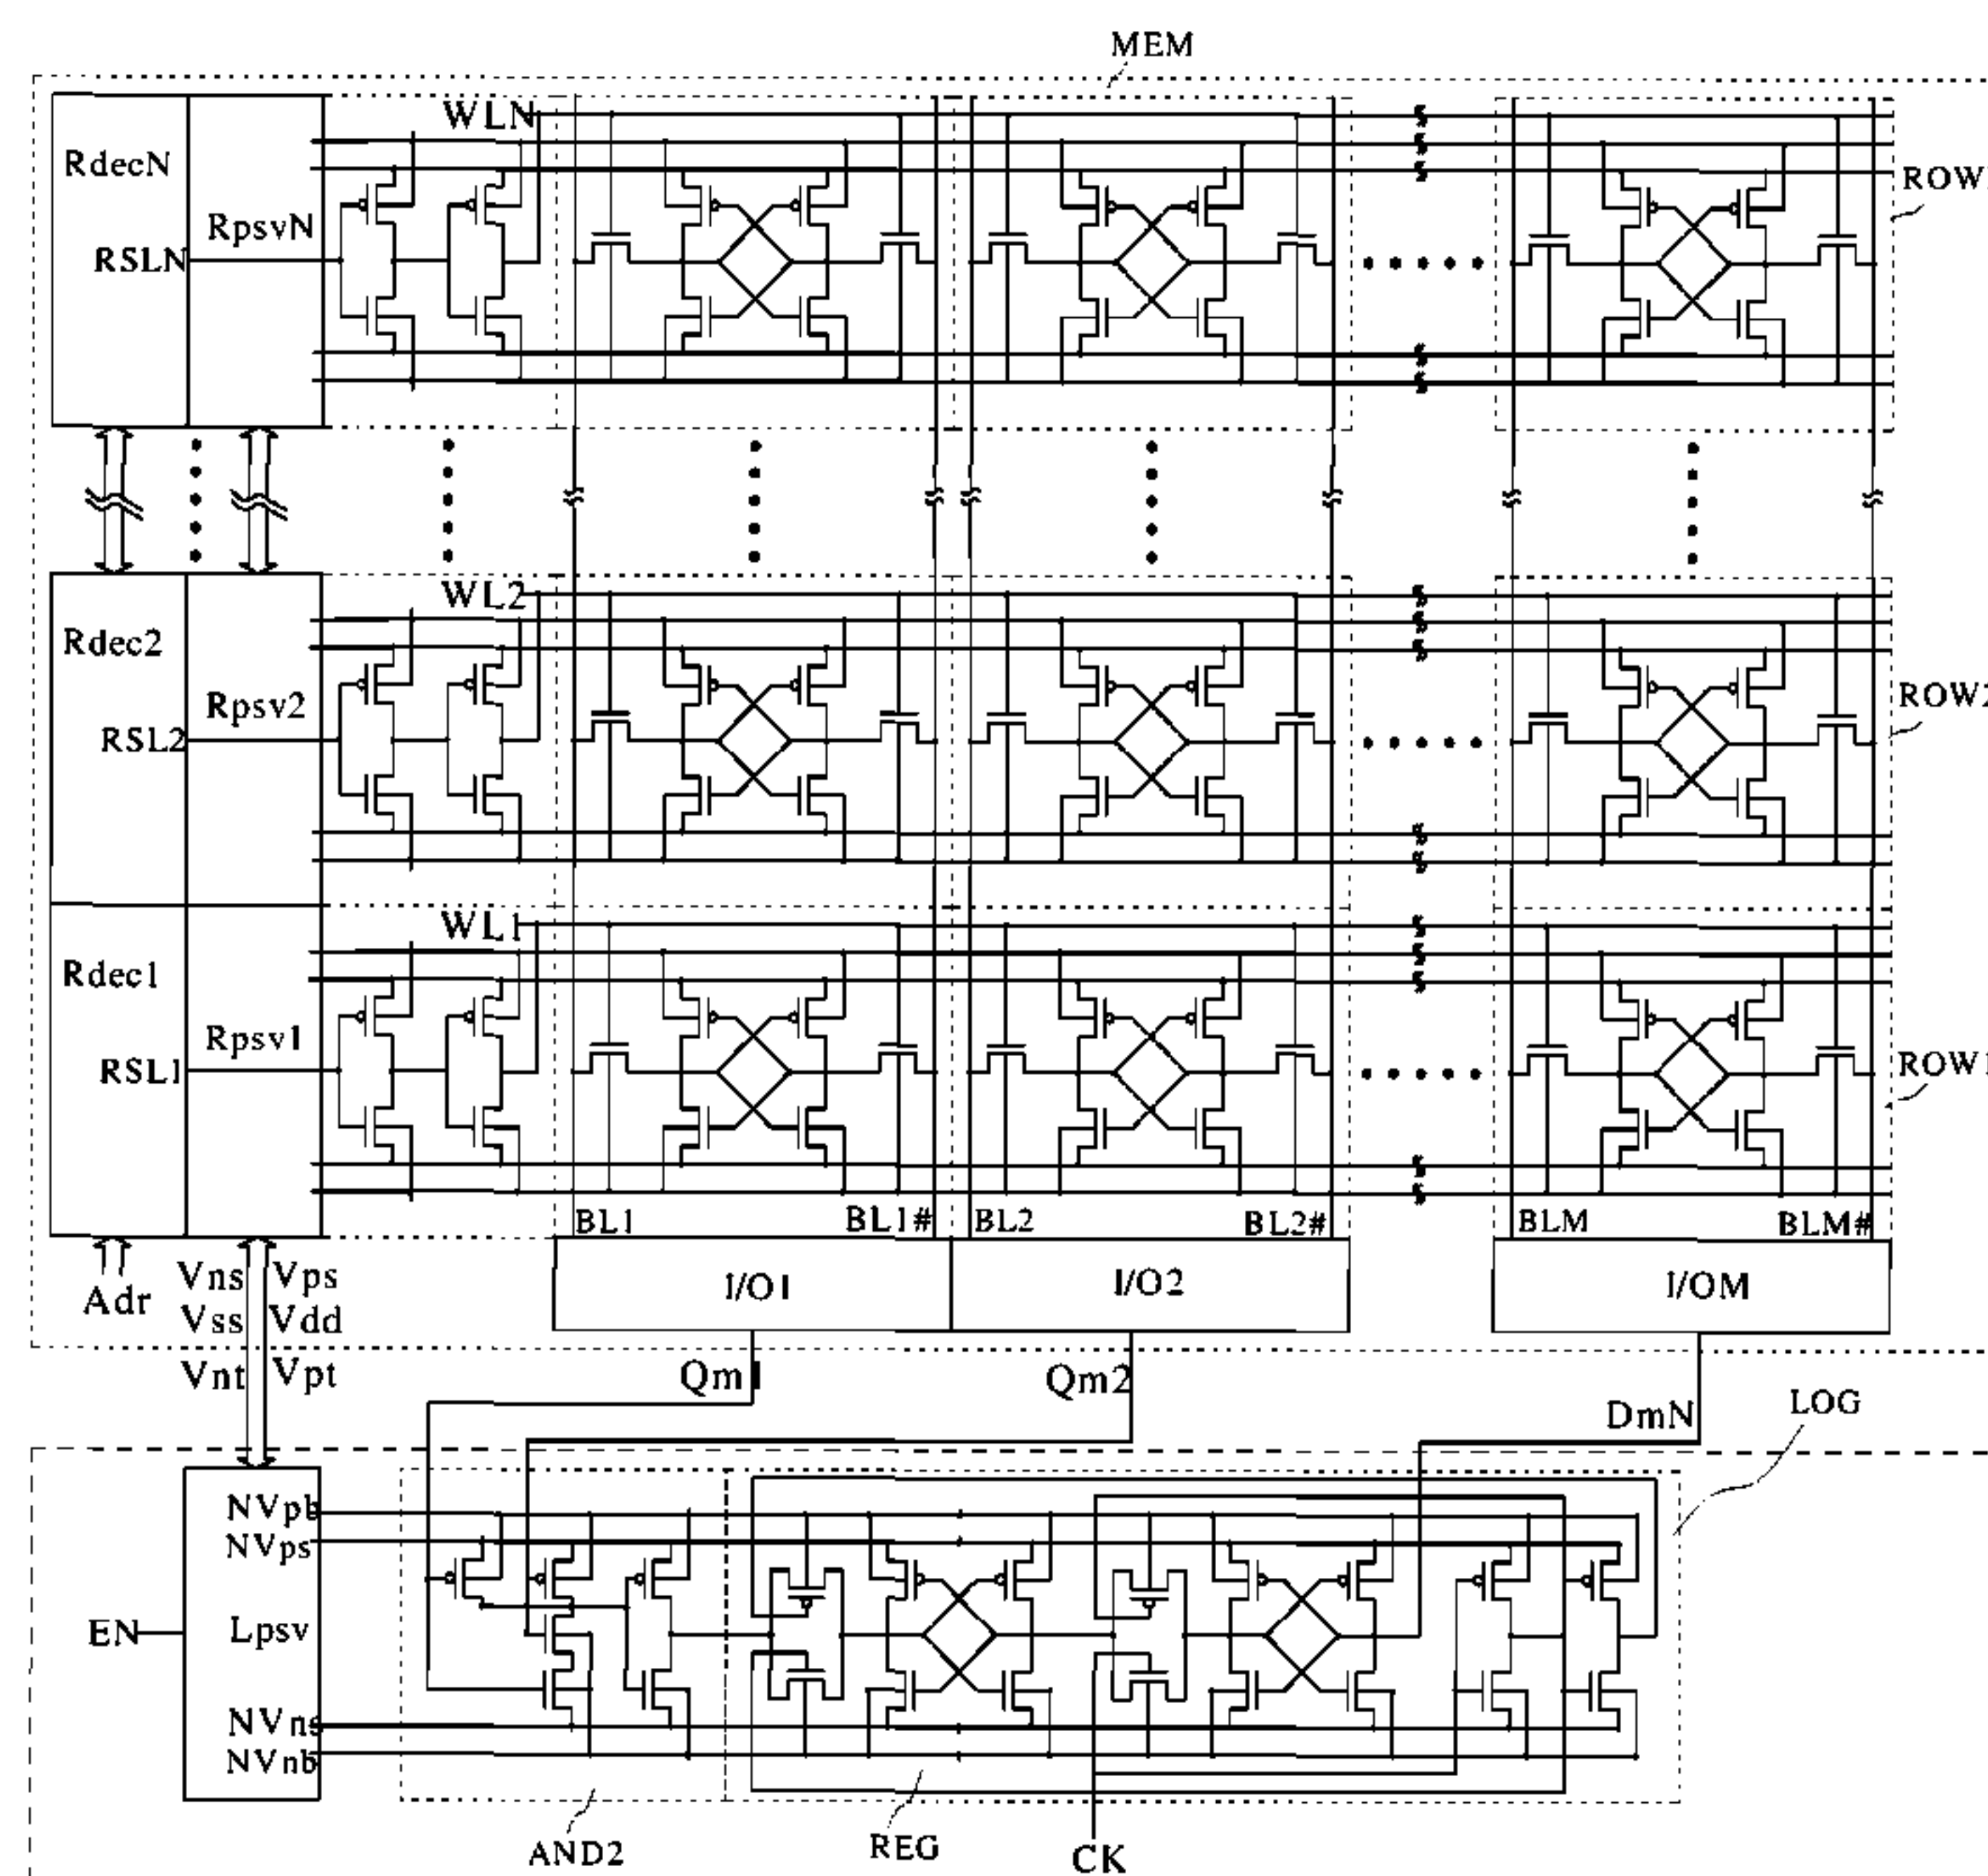 MEM
WLN
RdecN
ROW
RpsvN
RSLN
WL2
Rdec2
ROW2
Rpsv2
RSL2
WL1
Rdec1
Rpsv1
ROW1
RSL1
BL1 BL1# BL2 BL2# BLM BLM#
Vns Vps
I/O1 I/O2 I/OM
Adr
Vss Vdd
Vnt Vpt
Qm1 Qm2
DmN
LOG
NVpb
NVps
EN
Lpsv
NVns
NVnb
AND2
REG
CK